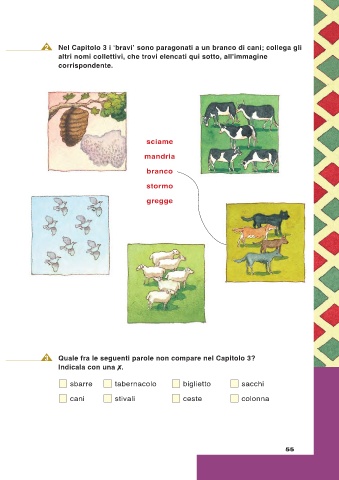 2 Nel Capitolo 3 i ‘bravi’ sono paragonati a un branco di cani; collega gli
altri nomi collettivi, che trovi elencati qui sotto, all’immagine
corrispondente.
sciame
mandria
branco
stormo
gregge
3 Quale fra le seguenti parole non compare nel Capitolo 3?
Indicala con una ✗.
sbarre tabernacolo biglietto sacchi
cani stivali ceste colonna
55